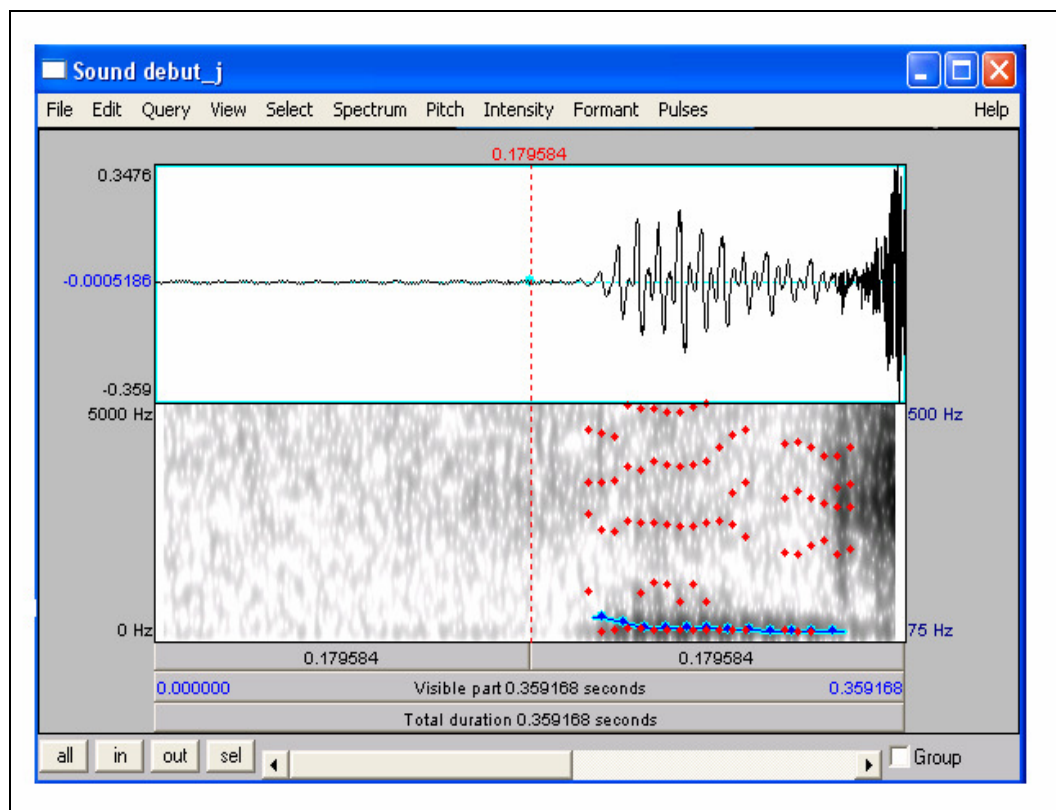 Sound debut_j
File Edit Query View Select Spectrum Pitch Intensity Formant Pulses Help
0.179584
0.3476
-0.0005186
-0.359
5000 Hz 500 Hz
0 Hz 75 Hz
0.179584 0.179584
0.000000 Visible part 0.359168 seconds 0.359168
Total duration 0.359168 seconds
all in out sel Group